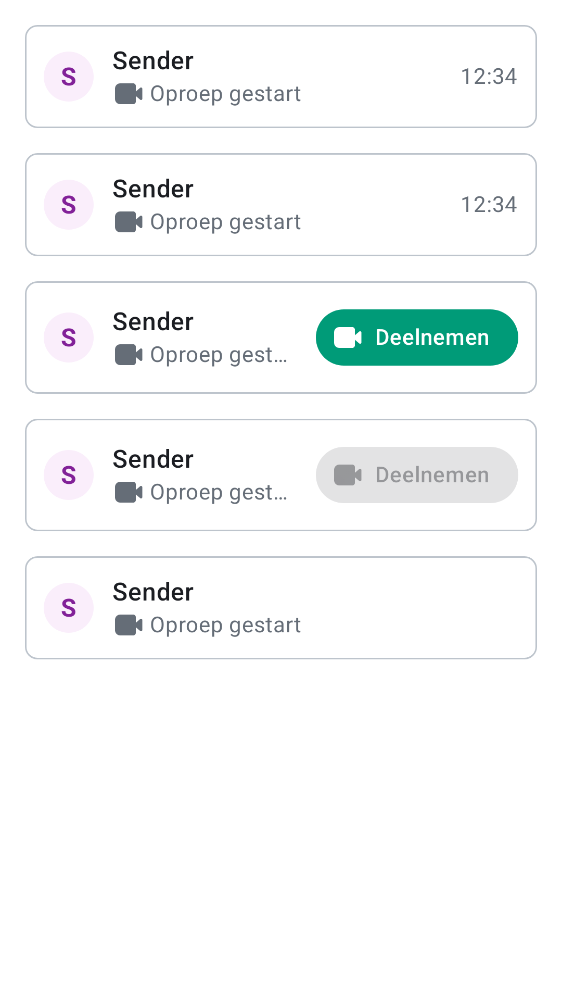 S
Sender
Oproep gestart
12:34
S
Sender
Oproep gestart
12:34
S
Sender
Oproep gest...
Deelnemen
S
Sender
Oproep gest...
Deelnemen
S
Sender
Oproep gestart